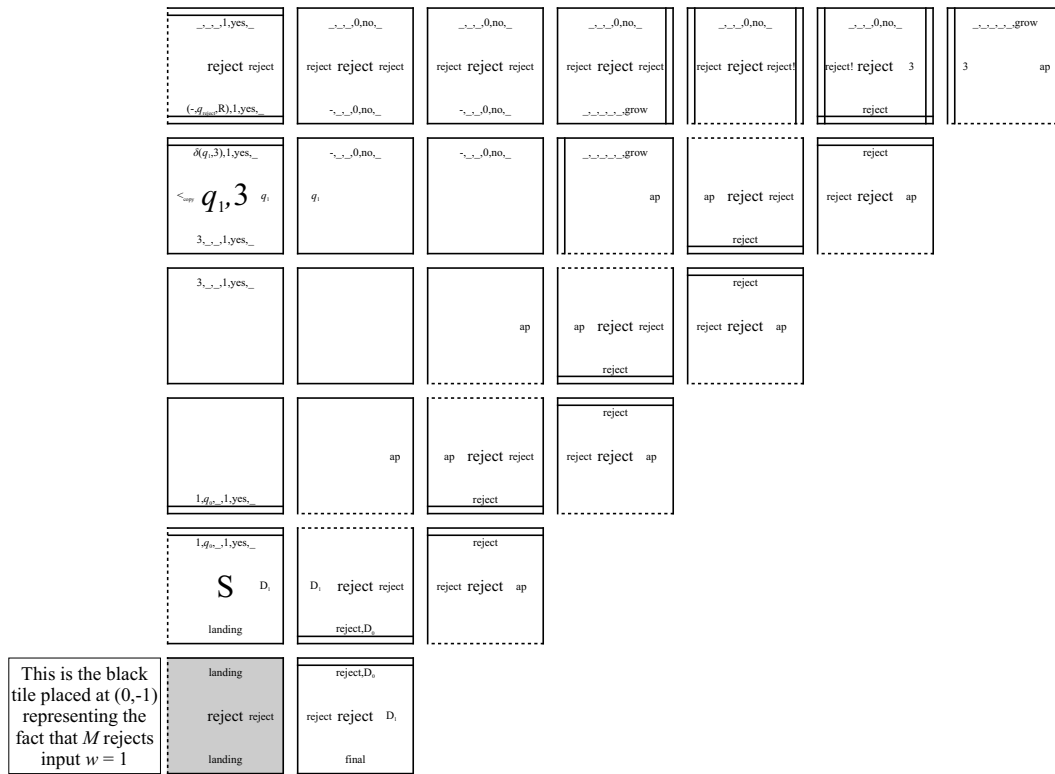 _,_,_,1,yes,_ _,_,_,0,no,_ _,_,_,0,no,_ _,_,_,0,no,_ _,_,_,0,no,_ _,_,_,0,no,_ _,_,_,_,_,grow
reject reject reject reject reject reject reject reject reject reject reject reject reject reject! reject! reject 3 3 ap
(-,q_reject,R),1,yes,_ -,_,_,0,no,_ -,_,_,0,no,_ _,_,_,_,_,grow reject
δ(q₁,3),1,yes,_ -,_,_,0,no,_ -,_,_,0,no,_ _,_,_,_,_,grow reject
<_copy q₁,3 q₁ q₁ ap ap reject reject reject reject ap
3,_,_,1,yes,_ reject
3,_,_,1,yes,_ reject
ap ap reject reject reject reject ap
reject
reject
ap ap reject reject reject reject ap
1,q₀,_,1,yes,_ reject
1,q₀,_,1,yes,_ reject
S D₁ D₁ reject reject reject reject ap
landing reject,D₀
This is the black
tile placed at (0,-1)
representing the
fact that M rejects
input w = 1
landing reject,D₀
reject reject reject reject D₁
landing final